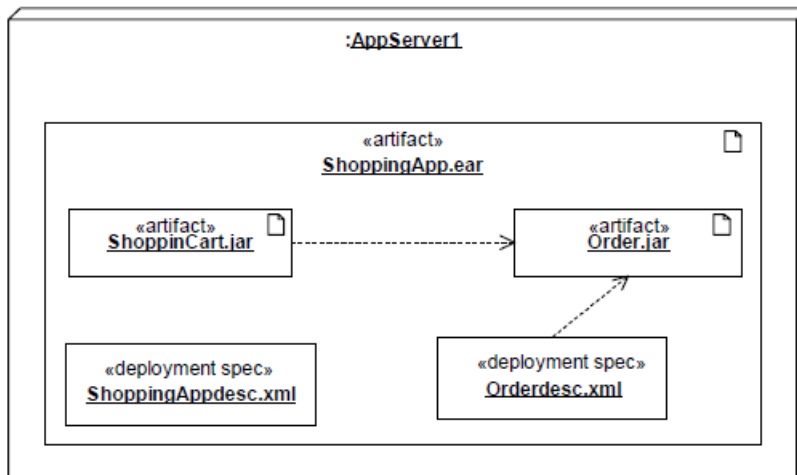 :AppServer1
«artifact»
ShoppingApp.ear
«artifact»
ShoppinCart.jar
«artifact»
Order.jar
«deployment spec»
ShoppingAppdesc.xml
«deployment spec»
Orderdesc.xml